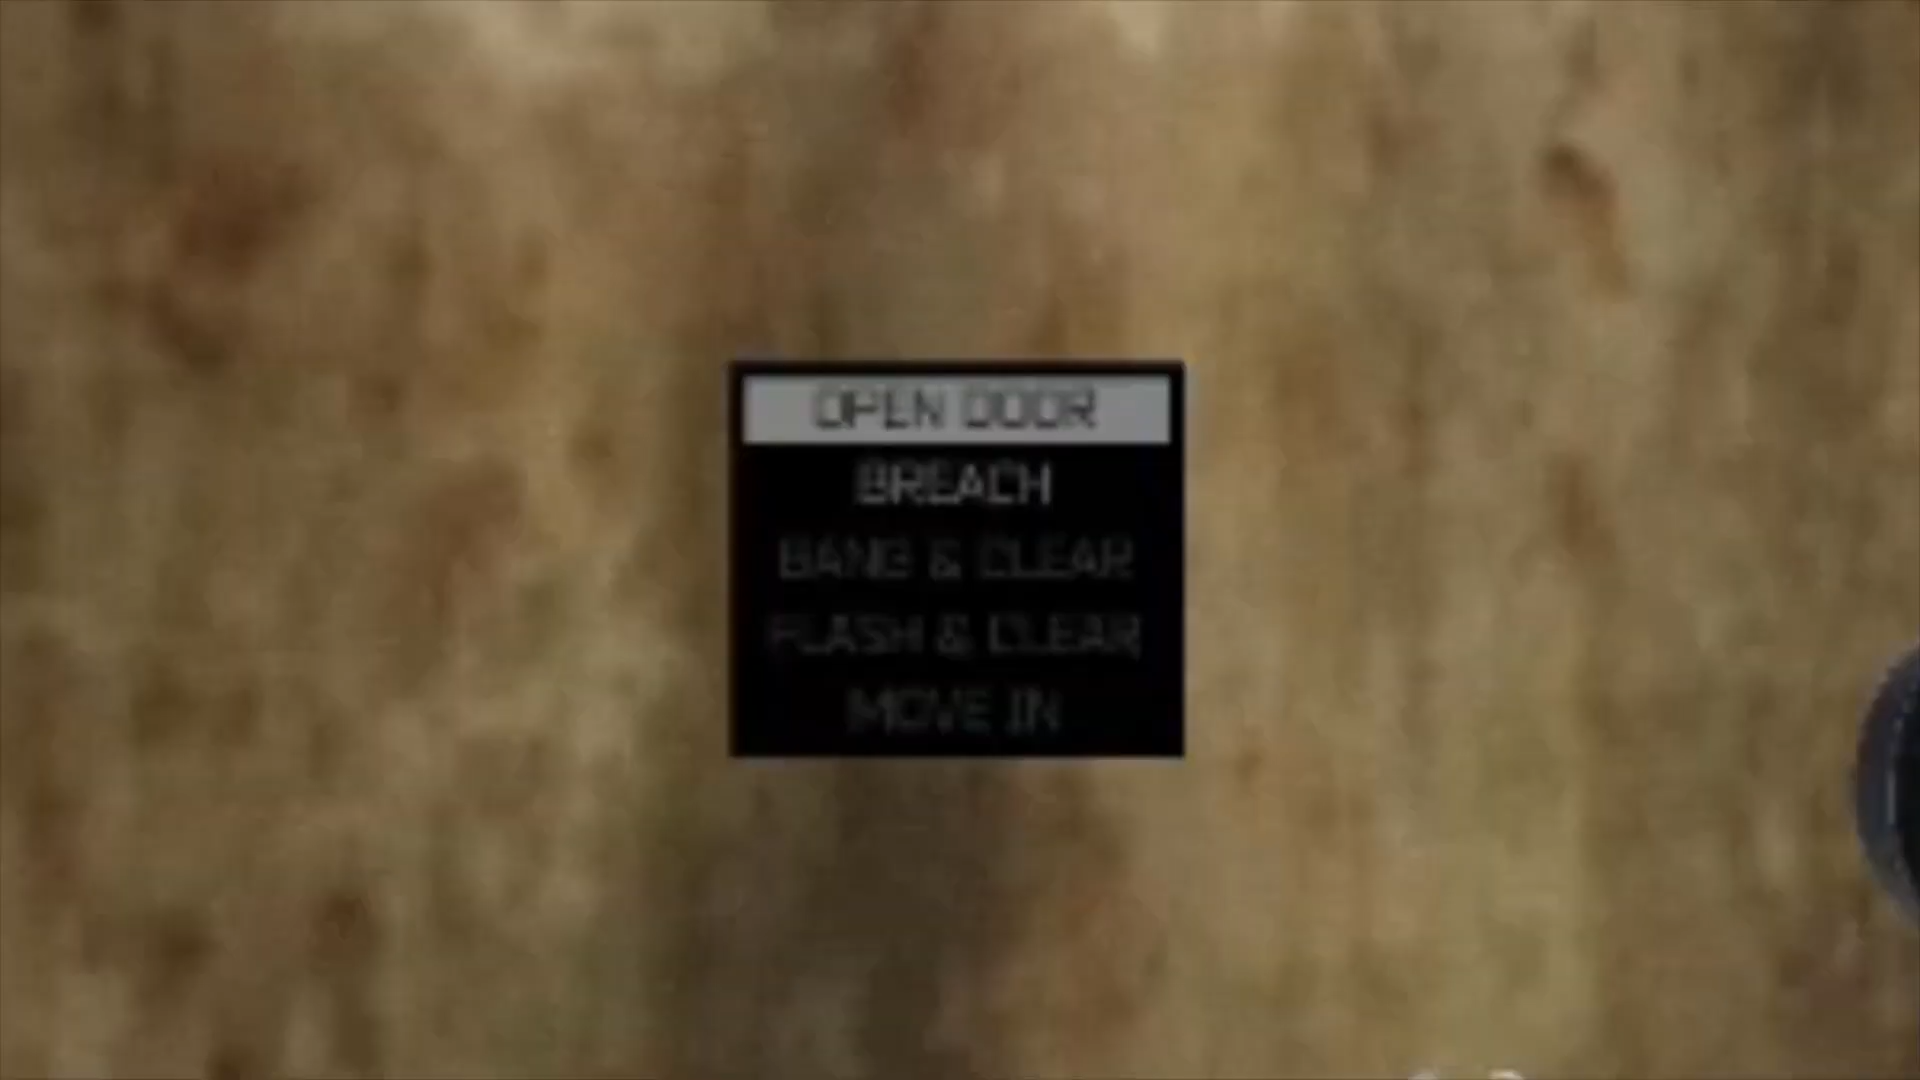 OPEN DOOR
BREACH
BANG & CLEAR
FLASH & CLEAR
MOVE IN